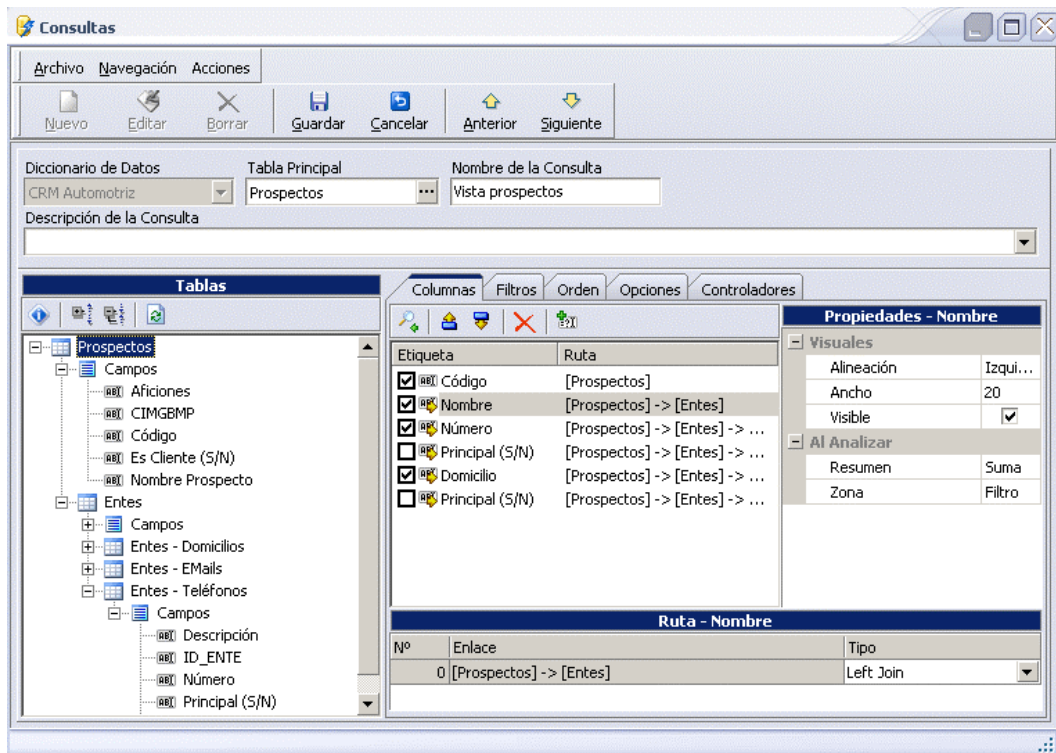 Consultas
Archivo Navegación Acciones
Nuevo Editar Borrar Guardar Cancelar Anterior Siguiente
Diccionario de Datos Tabla Principal Nombre de la Consulta
CRM Automotriz Prospectos ... Vista prospectos
Descripción de la Consulta
Tablas
Prospectos
Campos
Aficiones
CIMGBMP
Código
Es Cliente (S/N)
Nombre Prospecto
Entes
Campos
Entes - Domicilios
Entes - EMails
Entes - Teléfonos
Campos
Descripción
ID_ENTE
Número
Principal (S/N)
Columnas Filtros Orden Opciones Controladores
Etiqueta Ruta
Código [Prospectos]
Nombre [Prospectos] -> [Entes]
Número [Prospectos] -> [Entes] -> ...
Principal (S/N) [Prospectos] -> [Entes] -> ...
Domicilio [Prospectos] -> [Entes] -> ...
Principal (S/N) [Prospectos] -> [Entes] -> ...
Propiedades - Nombre
Visuales
Alineación Izqui...
Ancho 20
Visible
Al Analizar
Resumen Suma
Zona Filtro
Ruta - Nombre
Nº Enlace Tipo
0 [Prospectos] -> [Entes] Left Join